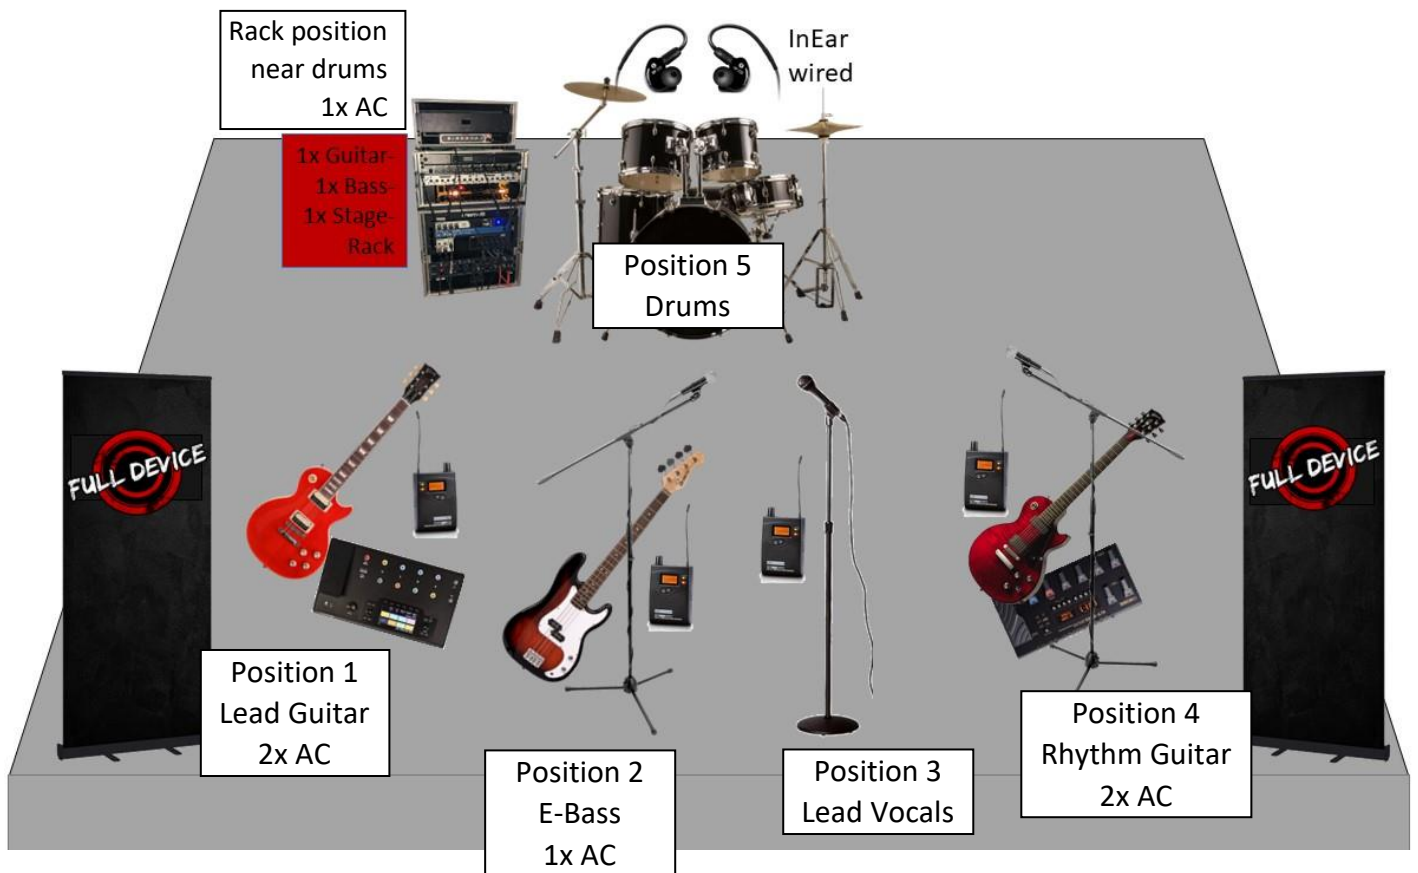 Rack position
near drums
1x AC
InEar
wired
1x Guitar-
1x Bass-
1x Stage-
Rack
Position 5
Drums
FULL DEVICE
FULL DEVICE
Position 1
Lead Guitar
2x AC
Position 2
E-Bass
1x AC
Position 3
Lead Vocals
Position 4
Rhythm Guitar
2x AC